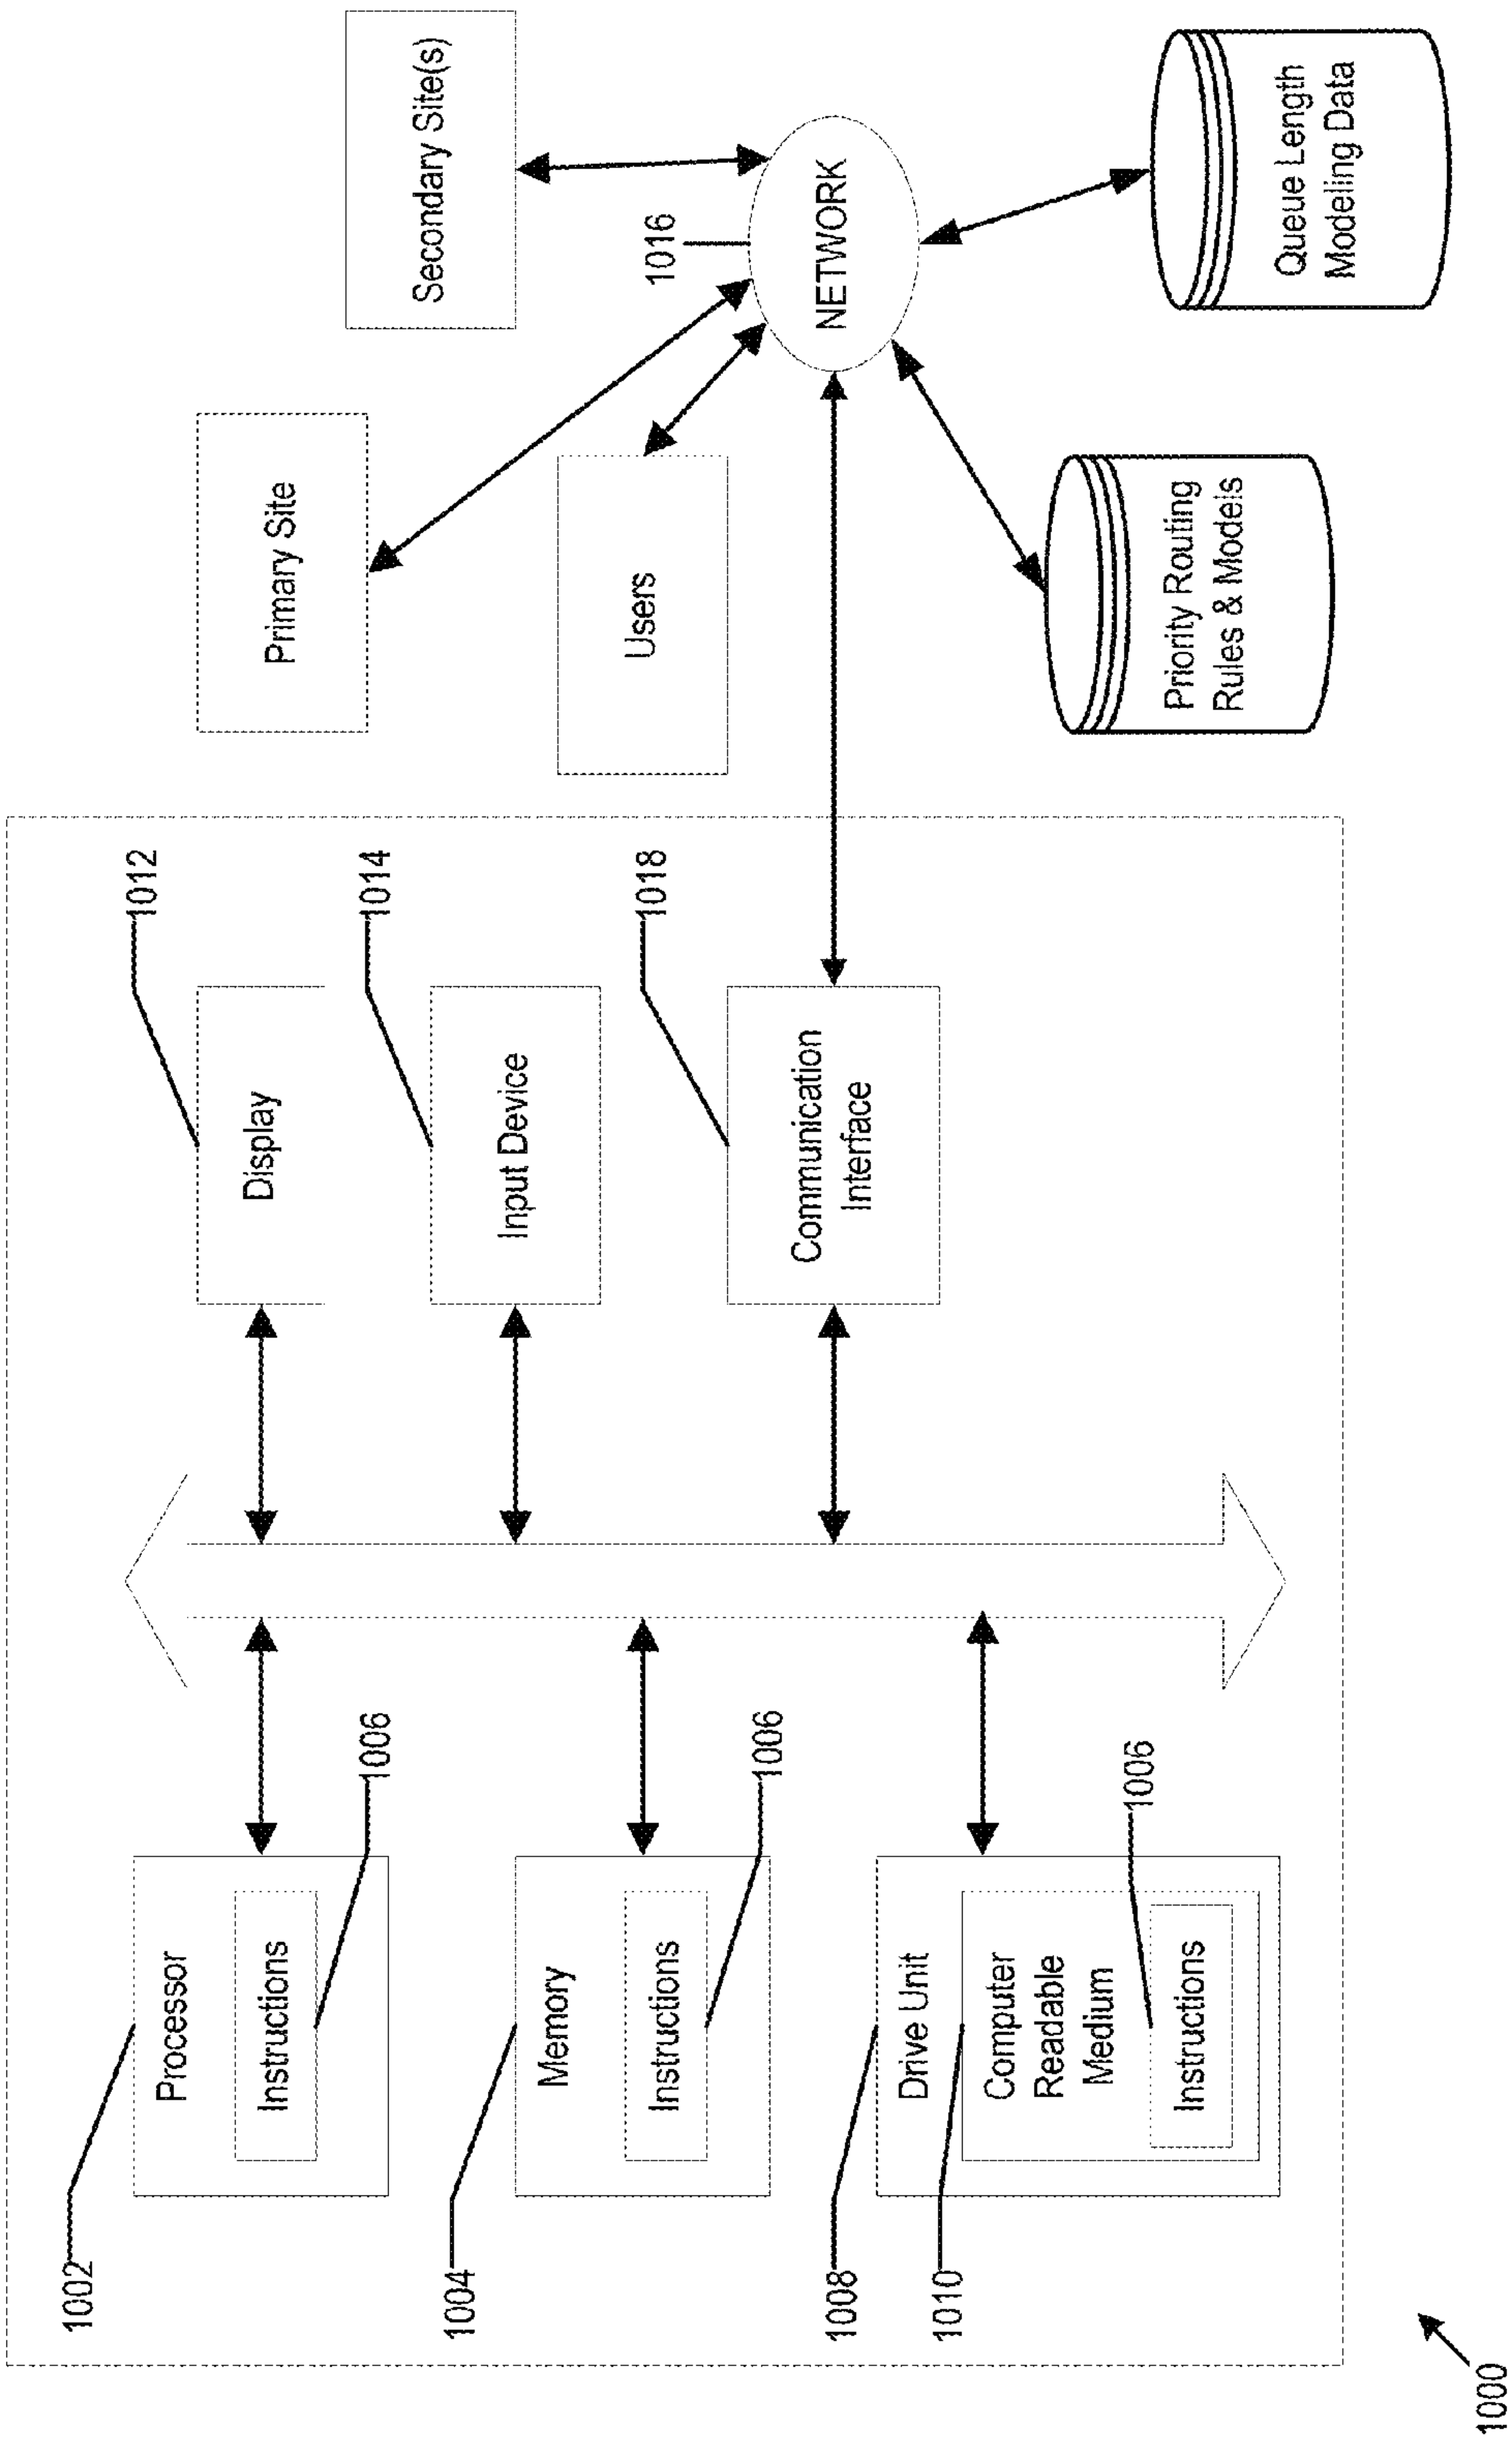 1002
Processor
Instructions
1006
1004
Memory
Instructions
1006
1008
Drive Unit
1010
Computer
Readable
Medium
1006
Instructions
1012
Display
1014
Input Device
1018
Communication
Interface
Primary Site
Secondary Site(s)
Users
1016
NETWORK
Priority Routing
Rules & Models
Queue Length
Modeling Data
1000